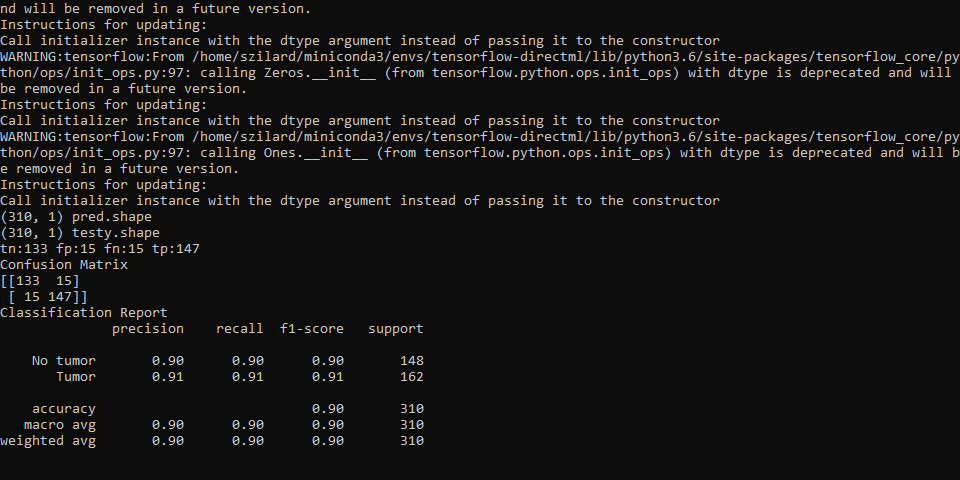 nd will be removed in a future version.
Instructions for updating:
Call initializer instance with the dtype argument instead of passing it to the constructor
WARNING:tensorflow:From /home/szilard/miniconda3/envs/tensorflow-directml/lib/python3.6/site-packages/tensorflow_core/py
thon/ops/init_ops.py:97: calling Zeros.__init__ (from tensorflow.python.ops.init_ops) with dtype is deprecated and will
be removed in a future version.
Instructions for updating:
Call initializer instance with the dtype argument instead of passing it to the constructor
WARNING:tensorflow:From /home/szilard/miniconda3/envs/tensorflow-directml/lib/python3.6/site-packages/tensorflow_core/py
thon/ops/init_ops.py:97: calling Ones.__init__ (from tensorflow.python.ops.init_ops) with dtype is deprecated and will b
e removed in a future version.
Instructions for updating:
Call initializer instance with the dtype argument instead of passing it to the constructor
(310, 1) pred.shape
(310, 1) testy.shape
tn:133 fp:15 fn:15 tp:147
Confusion Matrix
[[133  15]
 [ 15 147]]
Classification Report
              precision    recall  f1-score   support

    No tumor       0.90      0.90      0.90       148
       Tumor       0.91      0.91      0.91       162

    accuracy                           0.90       310
   macro avg       0.90      0.90      0.90       310
weighted avg       0.90      0.90      0.90       310